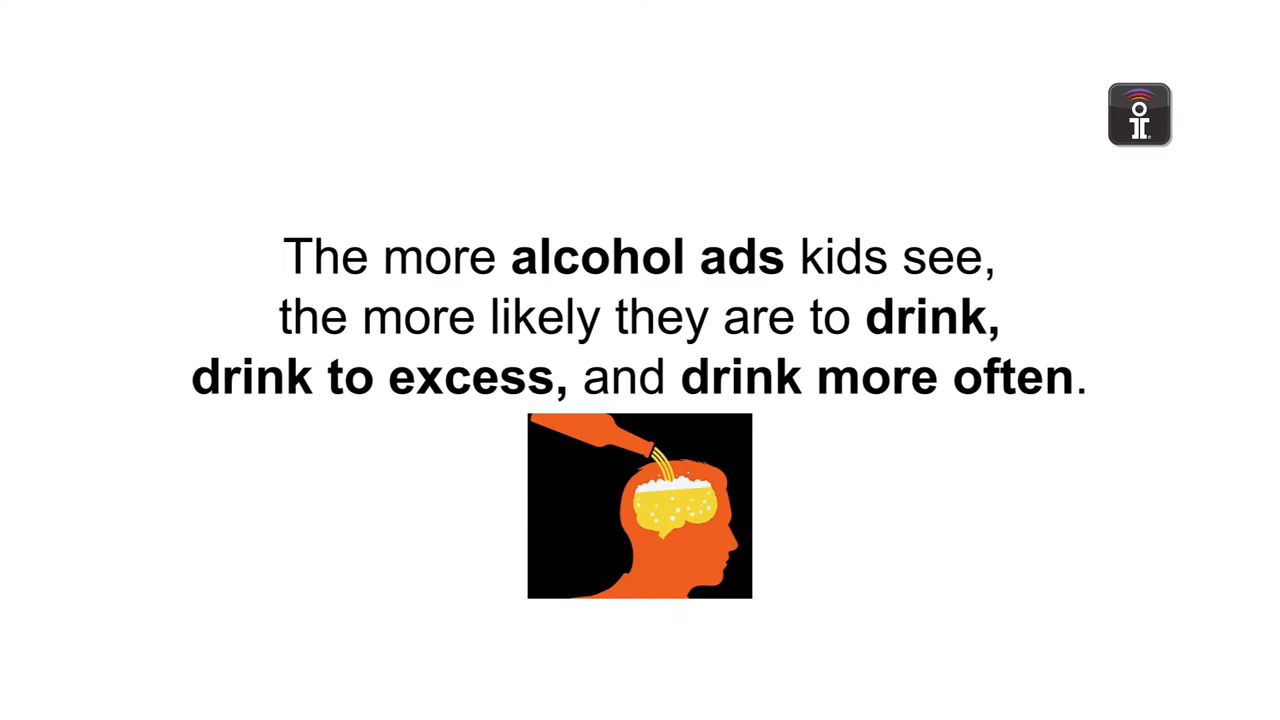 The more alcohol ads kids see,
the more likely they are to drink,
drink to excess, and drink more often.